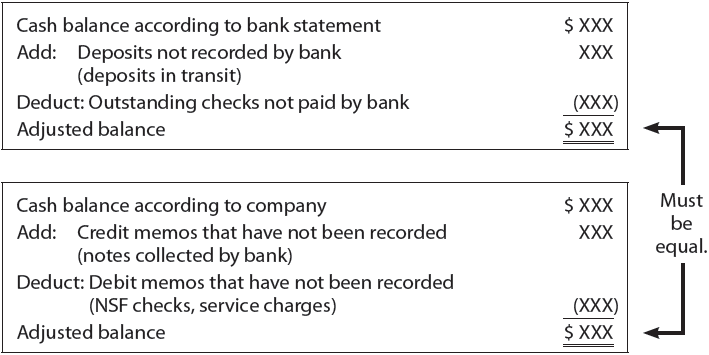 Cash balance according to bank statement $ XXX
Add: Deposits not recorded by bank XXX
(deposits in transit)
Deduct: Outstanding checks not paid by bank (XXX)
Adjusted balance $ XXX
Cash balance according to company $ XXX
Add: Credit memos that have not been recorded XXX
(notes collected by bank)
Deduct: Debit memos that have not been recorded
(NSF checks, service charges) (XXX)
Adjusted balance $ XXX
Must
be
equal.